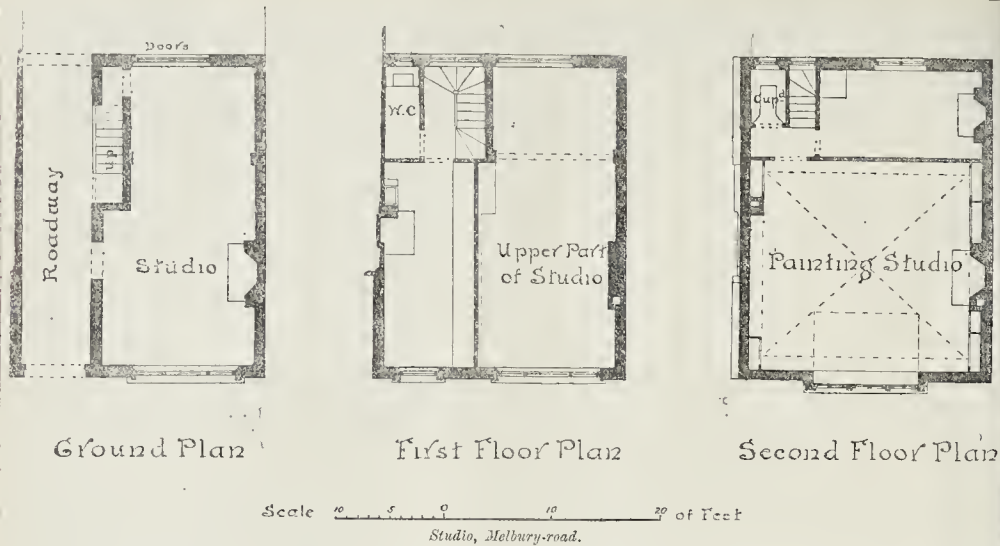 Doors
Roadway
up
Studio
Ground Plan
W.C
Upper Part
of Studio
First Floor Plan
Cupd
Painting Studio
Second Floor Plan
Scale 10 5 0 10 20 of Feet
Studio, Melbury-road.